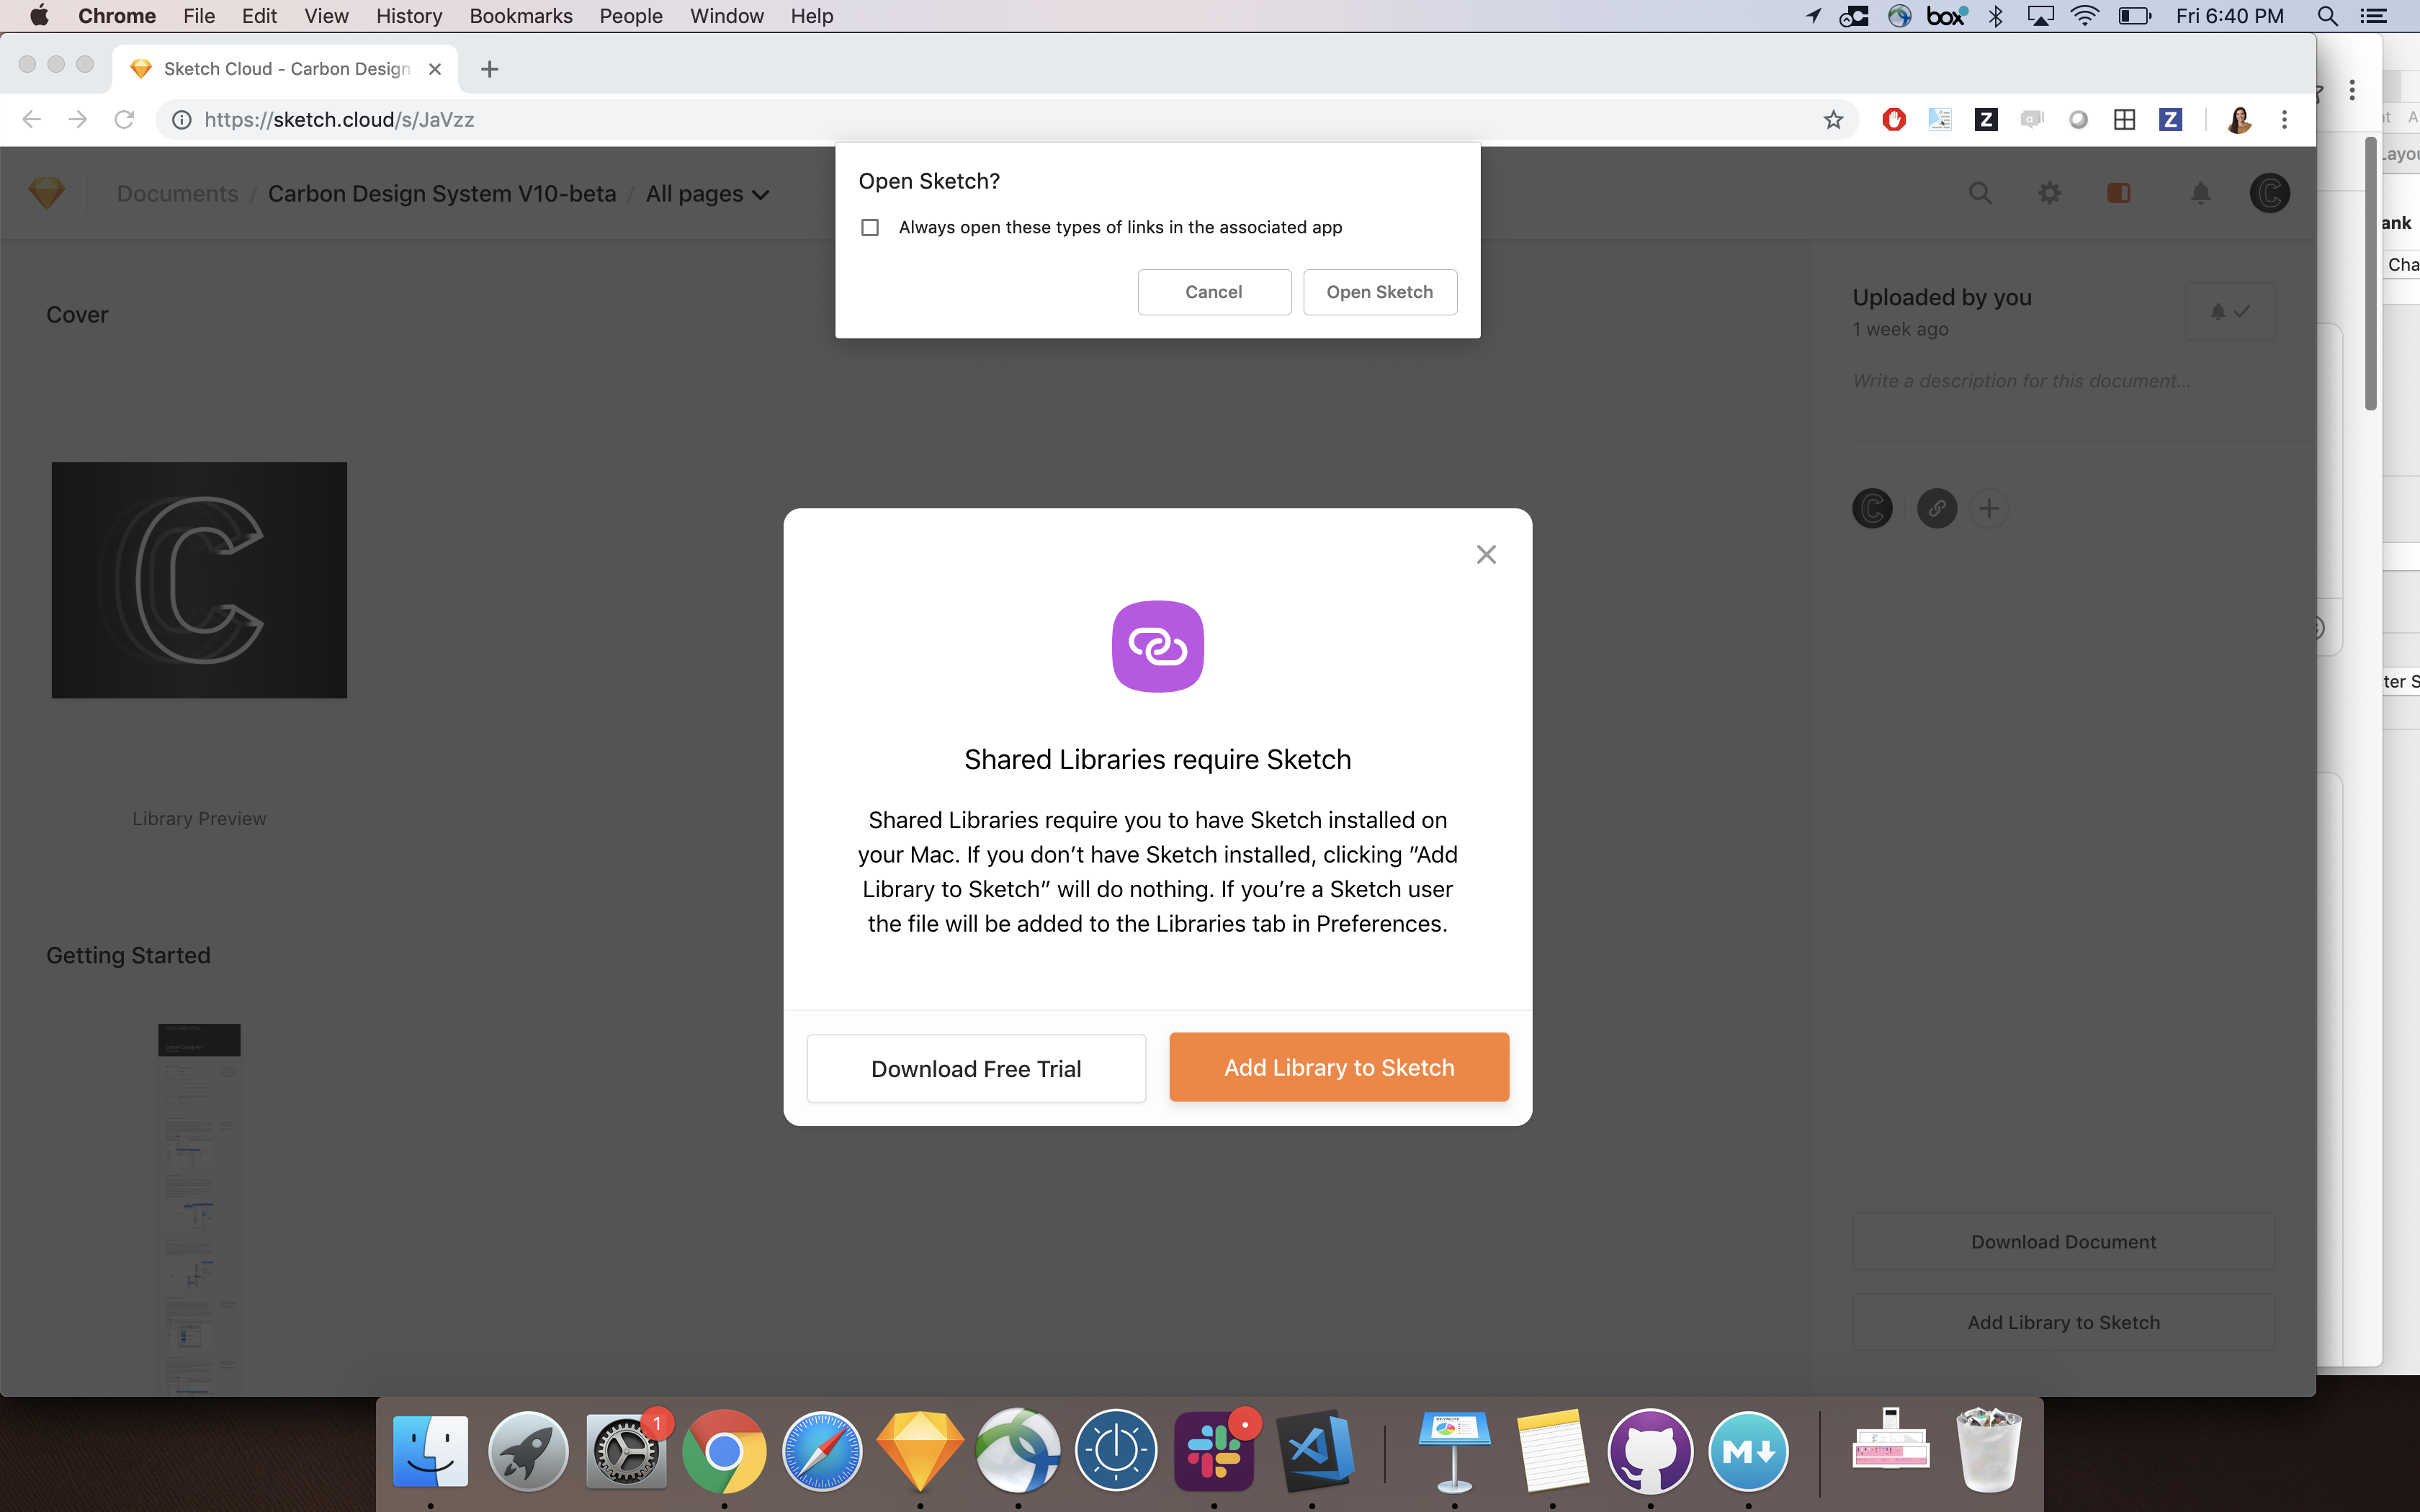 Chrome File Edit View History Bookmarks People Window Help
box Fri 6:40 PM
Sketch Cloud - Carbon Design
https://sketch.cloud/s/JaVzz
Documents / Carbon Design System V10-beta / All pages
Open Sketch?
Always open these types of links in the associated app
Cancel Open Sketch
Cover
Library Preview
Getting Started
Uploaded by you
1 week ago
Write a description for this document...
Shared Libraries require Sketch
Shared Libraries require you to have Sketch installed on
your Mac. If you don’t have Sketch installed, clicking ”Add
Library to Sketch” will do nothing. If you’re a Sketch user
the file will be added to the Libraries tab in Preferences.
Download Free Trial Add Library to Sketch
Download Document
Add Library to Sketch
ank
Cha
ter S
1
KEYNOTE
M